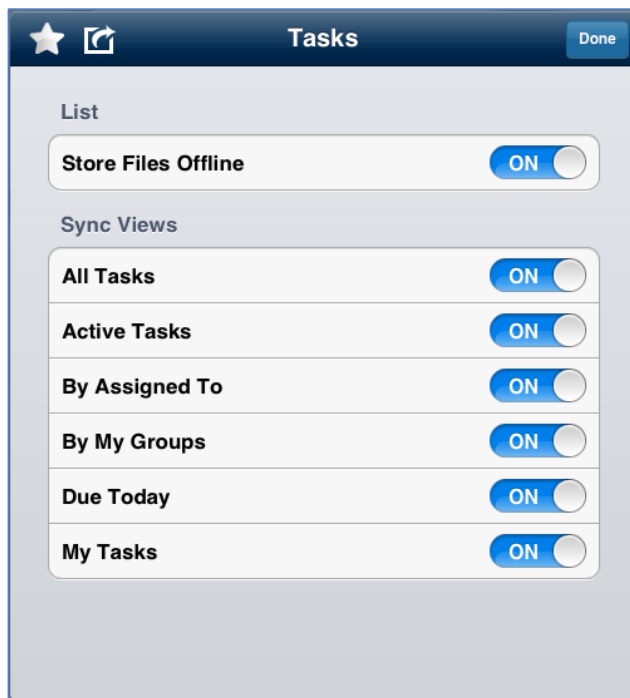 Tasks
Done
List
Store Files Offline
ON
Sync Views
All Tasks
ON
Active Tasks
ON
By Assigned To
ON
By My Groups
ON
Due Today
ON
My Tasks
ON